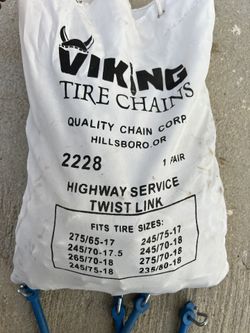 VIKING
TIRE CHAINS
QUALITY CHAIN CORP
HILLSBORO.OR
2228 1 PAIR
HIGHWAY SERVICE
TWIST LINK
FITS TIRE SIZES:
275/65-17 245/75-17
245/70-17.5 245/70-18
265/70-18 275/70-18
245/75-18 235/80-18